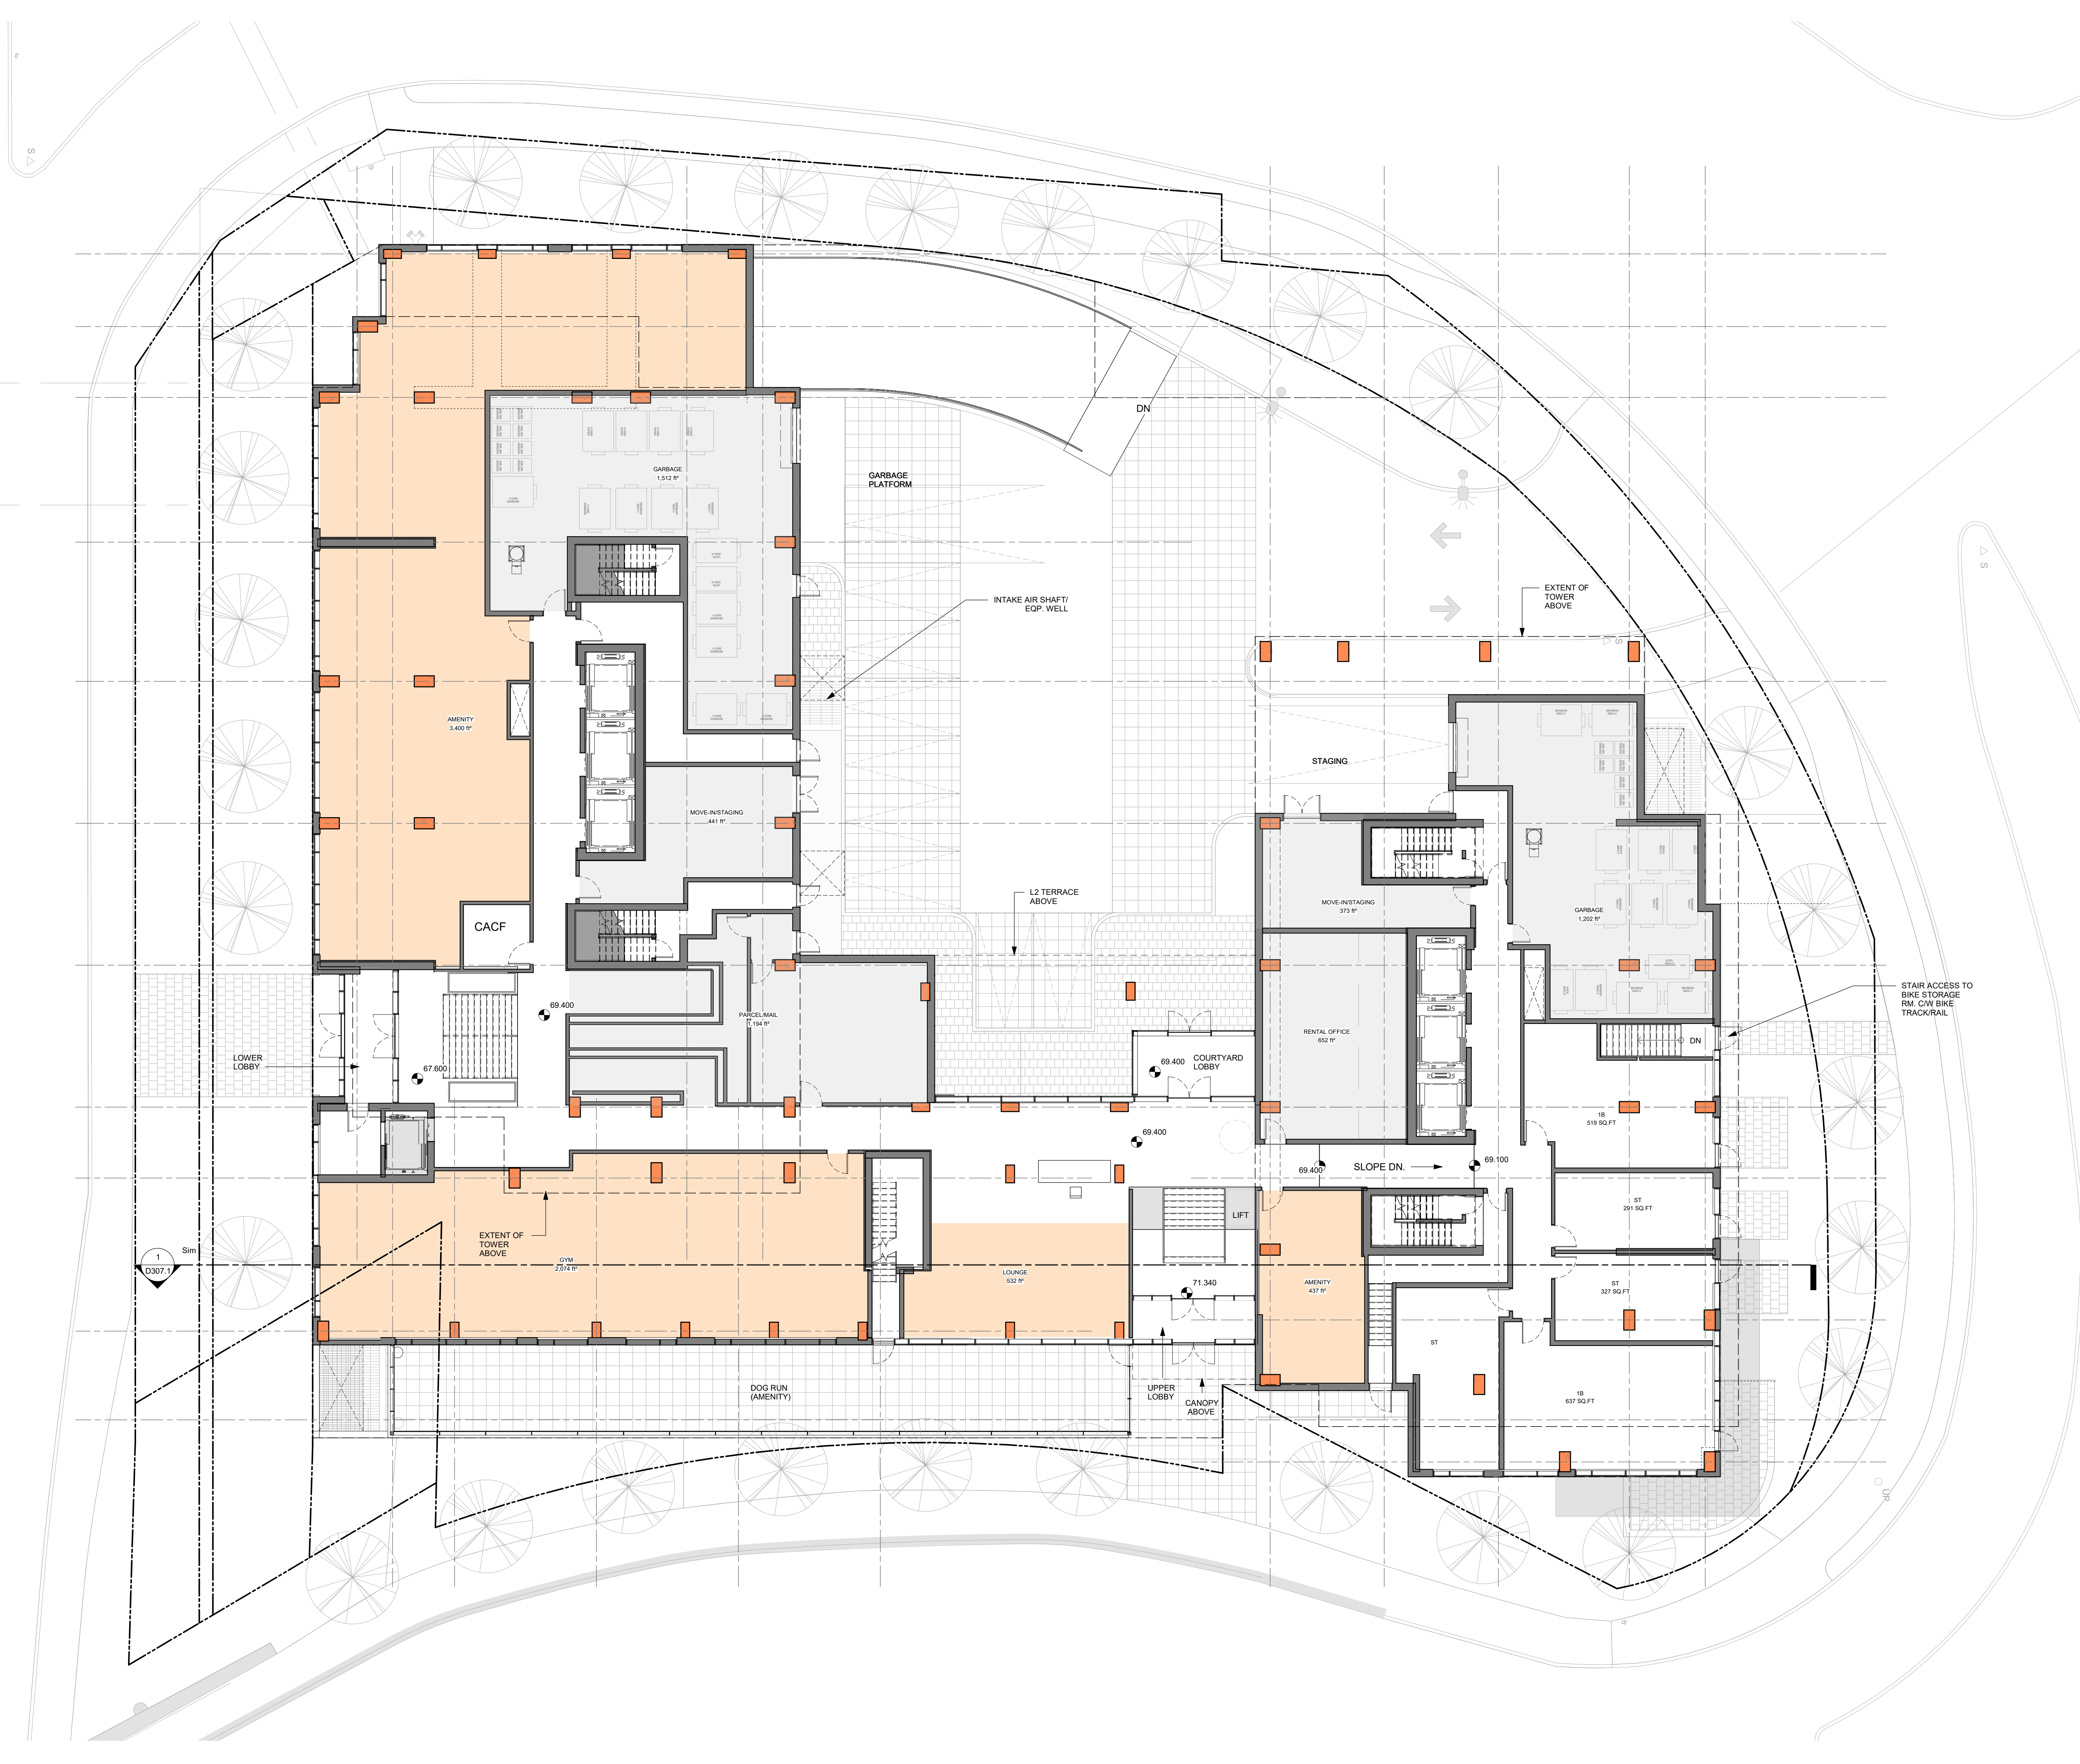 DN
GARBAGE
1,512 ft²
GARBAGE
PLATFORM
INTAKE AIR SHAFT/
EQP. WELL
EXTENT OF
TOWER
ABOVE
S
S
S
AMENITY
3,400 ft²
STAGING
MOVE-IN/STAGING
441 ft²
L2 TERRACE
ABOVE
MOVE-IN/STAGING
373 ft²
GARBAGE
1,202 ft²
CACF
69.400
PARCEL/MAIL
1,194 ft²
STAIR ACCESS TO
BIKE STORAGE
RM. C/W BIKE
TRACK/RAIL
RENTAL OFFICE
652 ft²
DN
LOWER
LOBBY
67.600
69.400
COURTYARD
LOBBY
1B
519 SQ.FT
69.400
69.400
SLOPE DN.
69.100
LIFT
ST
291 SQ.FT
EXTENT OF
TOWER
ABOVE
1
D307.1
Sim
GYM
2,074 ft²
LOUNGE
532 ft²
71.340
AMENITY
437 ft²
ST
327 SQ.FT
ST
DOG RUN
(AMENITY)
UPPER
LOBBY
CANOPY
ABOVE
1B
637 SQ.FT
UP